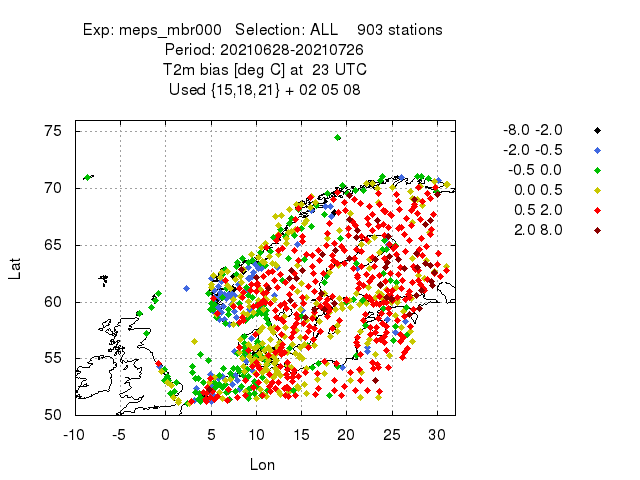 Exp: meps_mbr000 Selection: ALL 903 stations
Period: 20210628-20210726
T2m bias [deg C] at 23 UTC
Used {15,18,21} + 02 05 08
-8.0 -2.0
-2.0 -0.5
-0.5 0.0
0.0 0.5
0.5 2.0
2.0 8.0
75
70
65
60
55
50
Lat
-10 -5 0 5 10 15 20 25 30
Lon